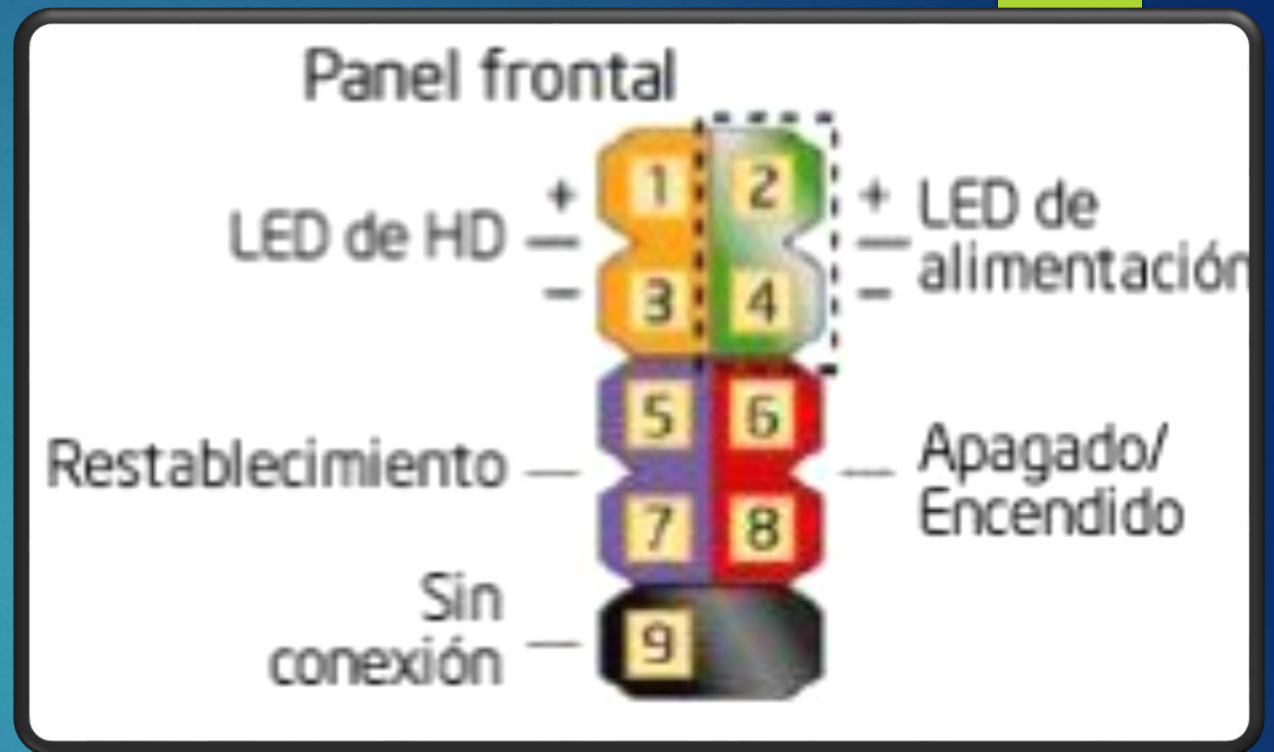 Panel frontal
1 2
+ +
LED de HD
LED de
alimentación
- -
3 4
5 6
Restablecimiento
Apagado/
Encendido
7 8
Sin
conexión
9